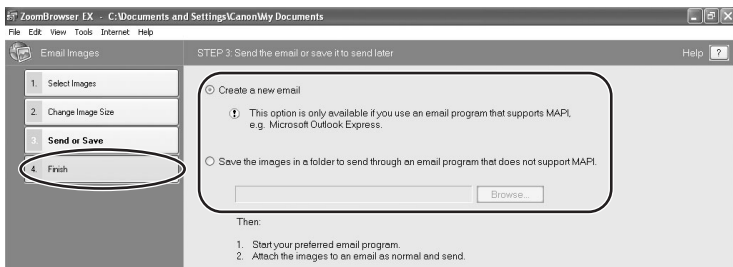 ZoomBrowser EX - C:\Documents and Settings\Canon\My Documents
File Edit View Tools Internet Help
Email Images
STEP 3: Send the email or save it to send later
Help ?
1. Select Images
2. Change Image Size
3. Send or Save
4. Finish
Create a new email
This option is only available if you use an email program that supports MAPI,
e.g. Microsoft Outlook Express.
Save the images in a folder to send through an email program that does not support MAPI.
Browse...
Then:
1. Start your preferred email program.
2. Attach the images to an email as normal and send.